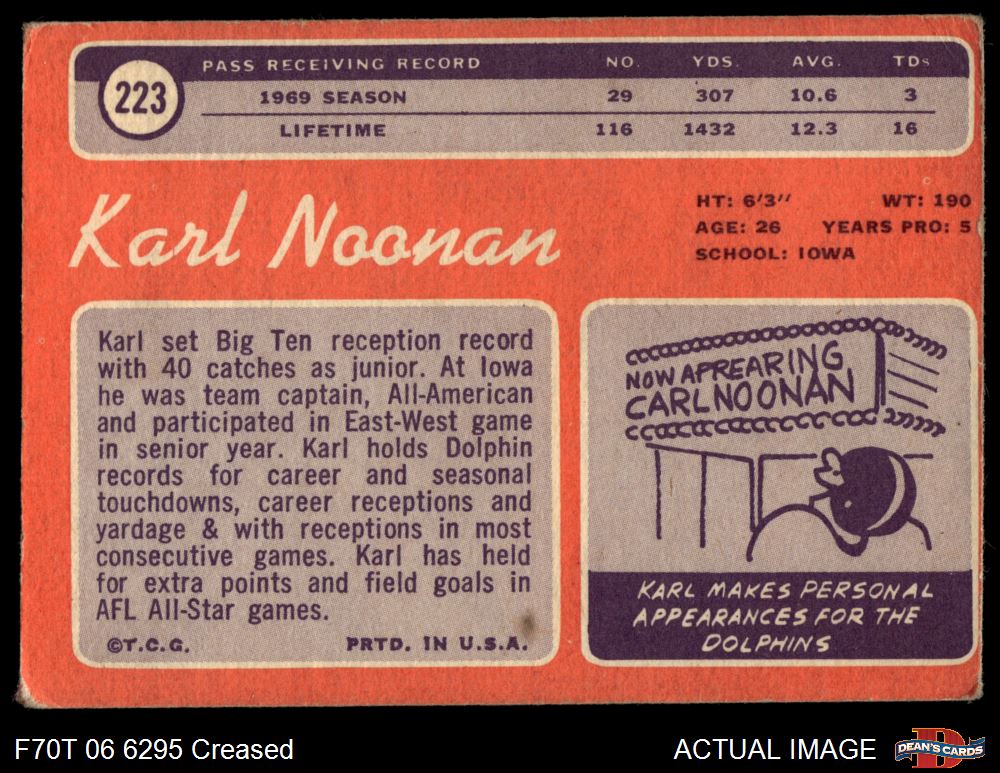 223
PASS RECEIVING RECORD NO. YDS. AVG. TDs
1969 SEASON 29 307 10.6 3
LIFETIME 116 1432 12.3 16
Karl Noonan
HT: 6'3" WT: 190
AGE: 26 YEARS PRO: 5
SCHOOL: IOWA
Karl set Big Ten reception record
with 40 catches as junior. At Iowa
he was team captain, All-American
and participated in East-West game
in senior year. Karl holds Dolphin
records for career and seasonal
touchdowns, career receptions and
yardage & with receptions in most
consecutive games. Karl has held
for extra points and field goals in
AFL All-Star games.
©T.C.G. PRTD. IN U.S.A.
NOW APREARING
CARL NOONAN
KARL MAKES PERSONAL
APPEARANCES FOR THE
DOLPHINS
F70T 06 6295 Creased
ACTUAL IMAGE
DEAN'S CARDS